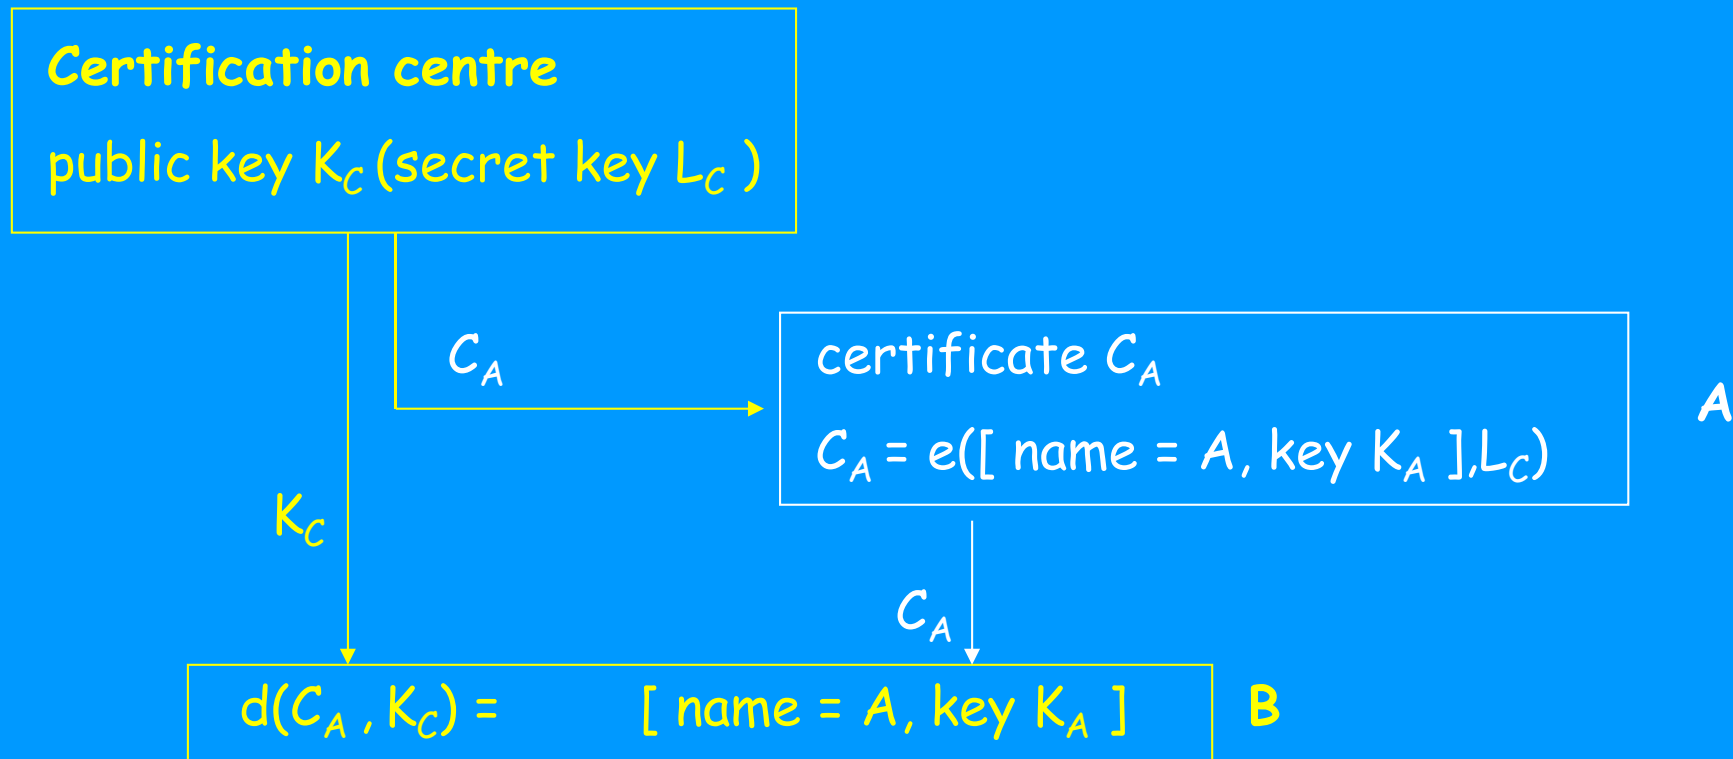 Certification centre
public key K_C (secret key L_C )
C_A
certificate C_A
A
C_A = e([ name = A, key K_A ],L_C)
K_C
C_A
d(C_A , K_C) = [ name = A, key K_A ]
B